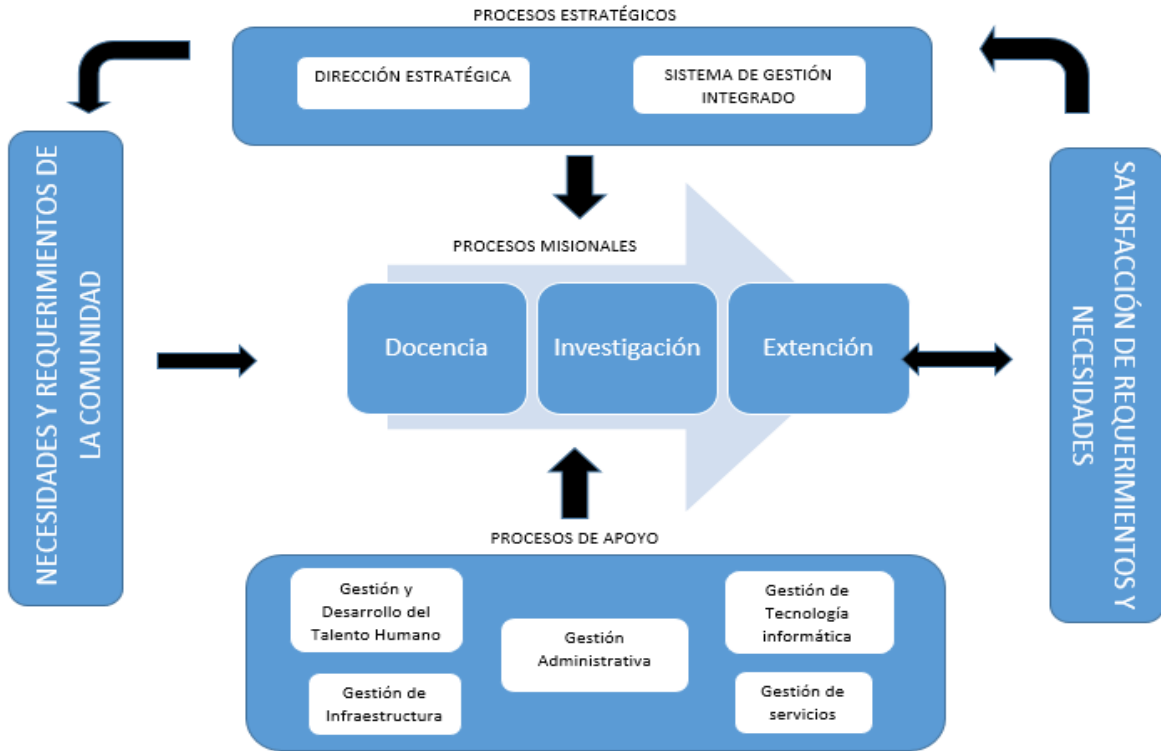 PROCESOS ESTRATÉGICOS
DIRECCIÓN ESTRATÉGICA
SISTEMA DE GESTIÓN
INTEGRADO
NECESIDADES Y REQUERIMIENTOS DE
LA COMUNIDAD
PROCESOS MISIONALES
Docencia
Investigación
Extención
SATISFACCIÓN DE REQUERIMIENTOS Y
NECESIDADES
PROCESOS DE APOYO
Gestión y
Desarrollo del
Talento Humano
Gestión
Administrativa
Gestión de
Tecnología
informática
Gestión de
Infraestructura
Gestión de
servicios